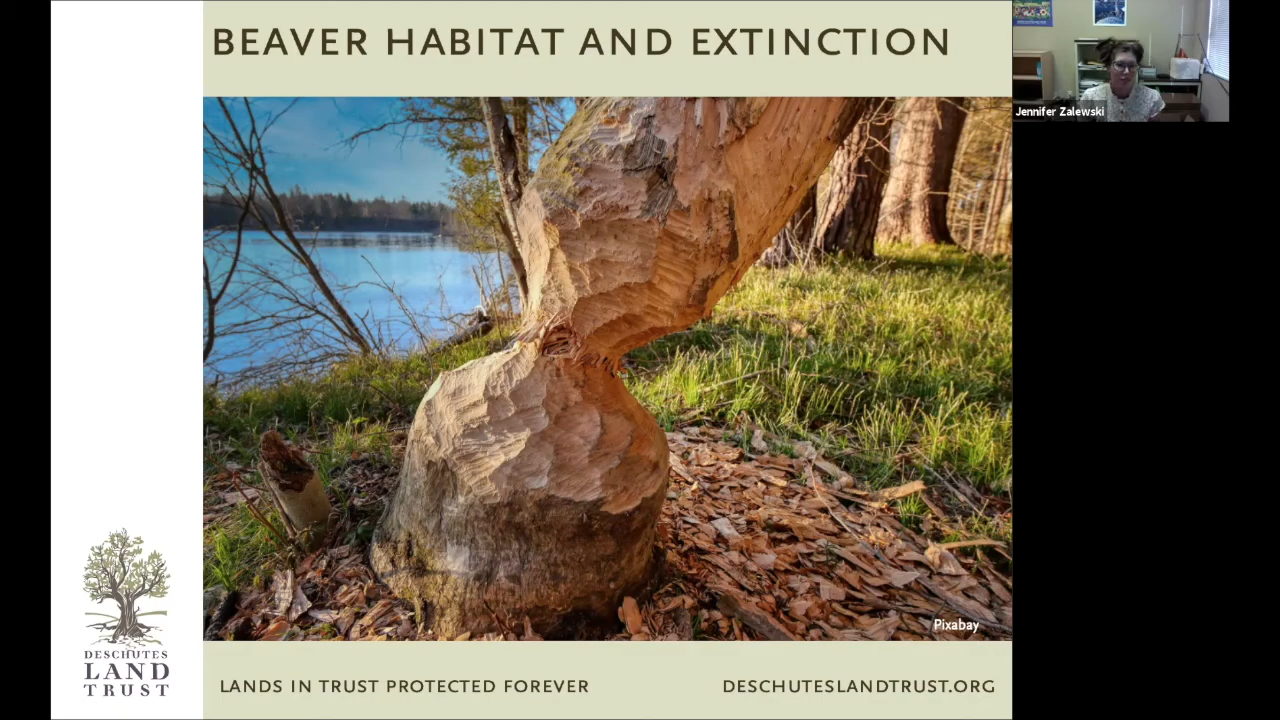 BEAVER HABITAT AND EXTINCTION
Jennifer Zalewski
Pixabay
DESCHUTES
LAND
TRUST
LANDS IN TRUST PROTECTED FOREVER
DESCHUTESLANDTRUST.ORG